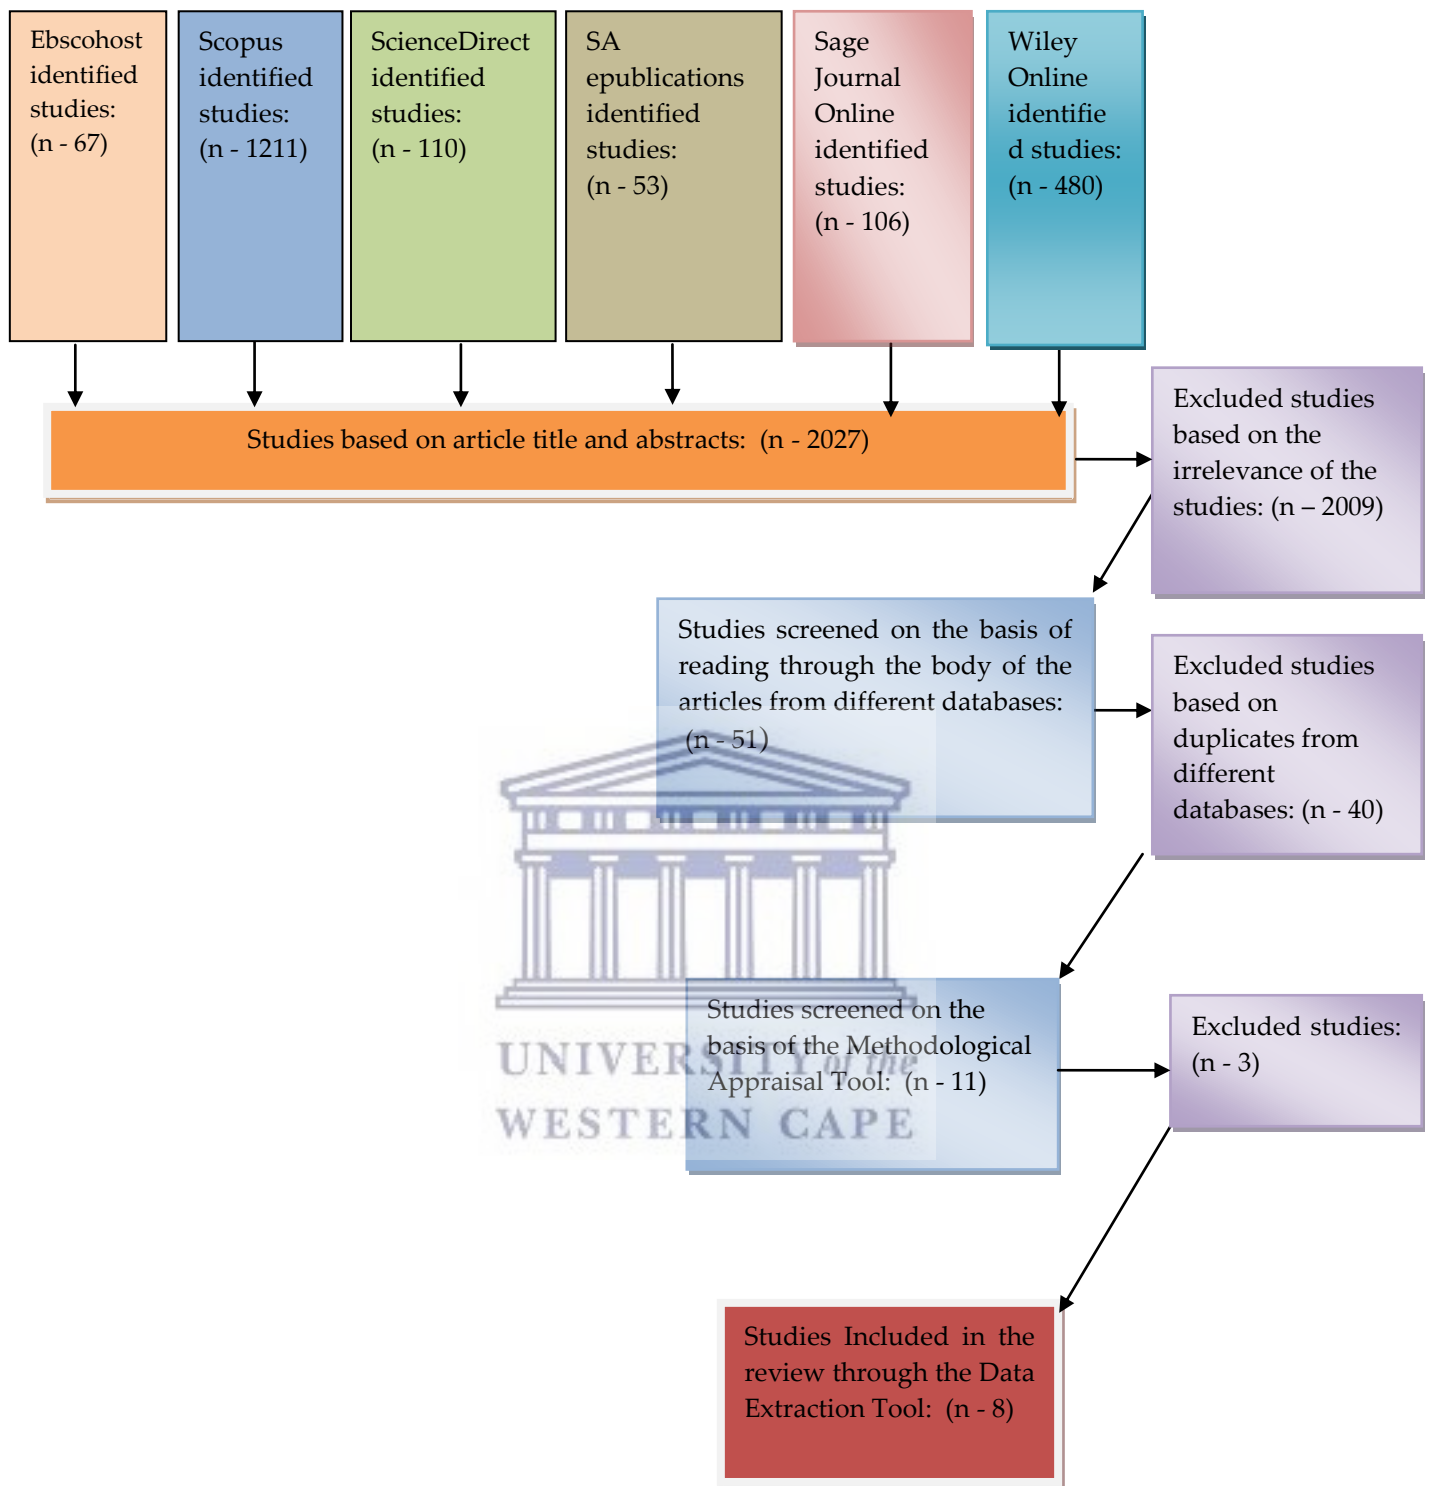 Ebscohost
identified
studies:
(n - 67)
Scopus
identified
studies:
(n - 1211)
ScienceDirect
identified
studies:
(n - 110)
SA
epublications
identified
studies:
(n - 53)
Sage
Journal
Online
identified
studies:
(n - 106)
Wiley
Online
identifie
d studies:
(n - 480)
Studies based on article title and abstracts: (n - 2027)
Excluded studies
based on the
irrelevance of the
studies: (n – 2009)
Studies screened on the basis of
reading through the body of the
articles from different databases:
(n - 51)
Excluded studies
based on
duplicates from
different
databases: (n - 40)
Studies screened on the
basis of the Methodological
Appraisal Tool: (n - 11)
Excluded studies:
(n - 3)
UNIVERSITY of the
WESTERN CAPE
Studies Included in the
review through the Data
Extraction Tool: (n - 8)